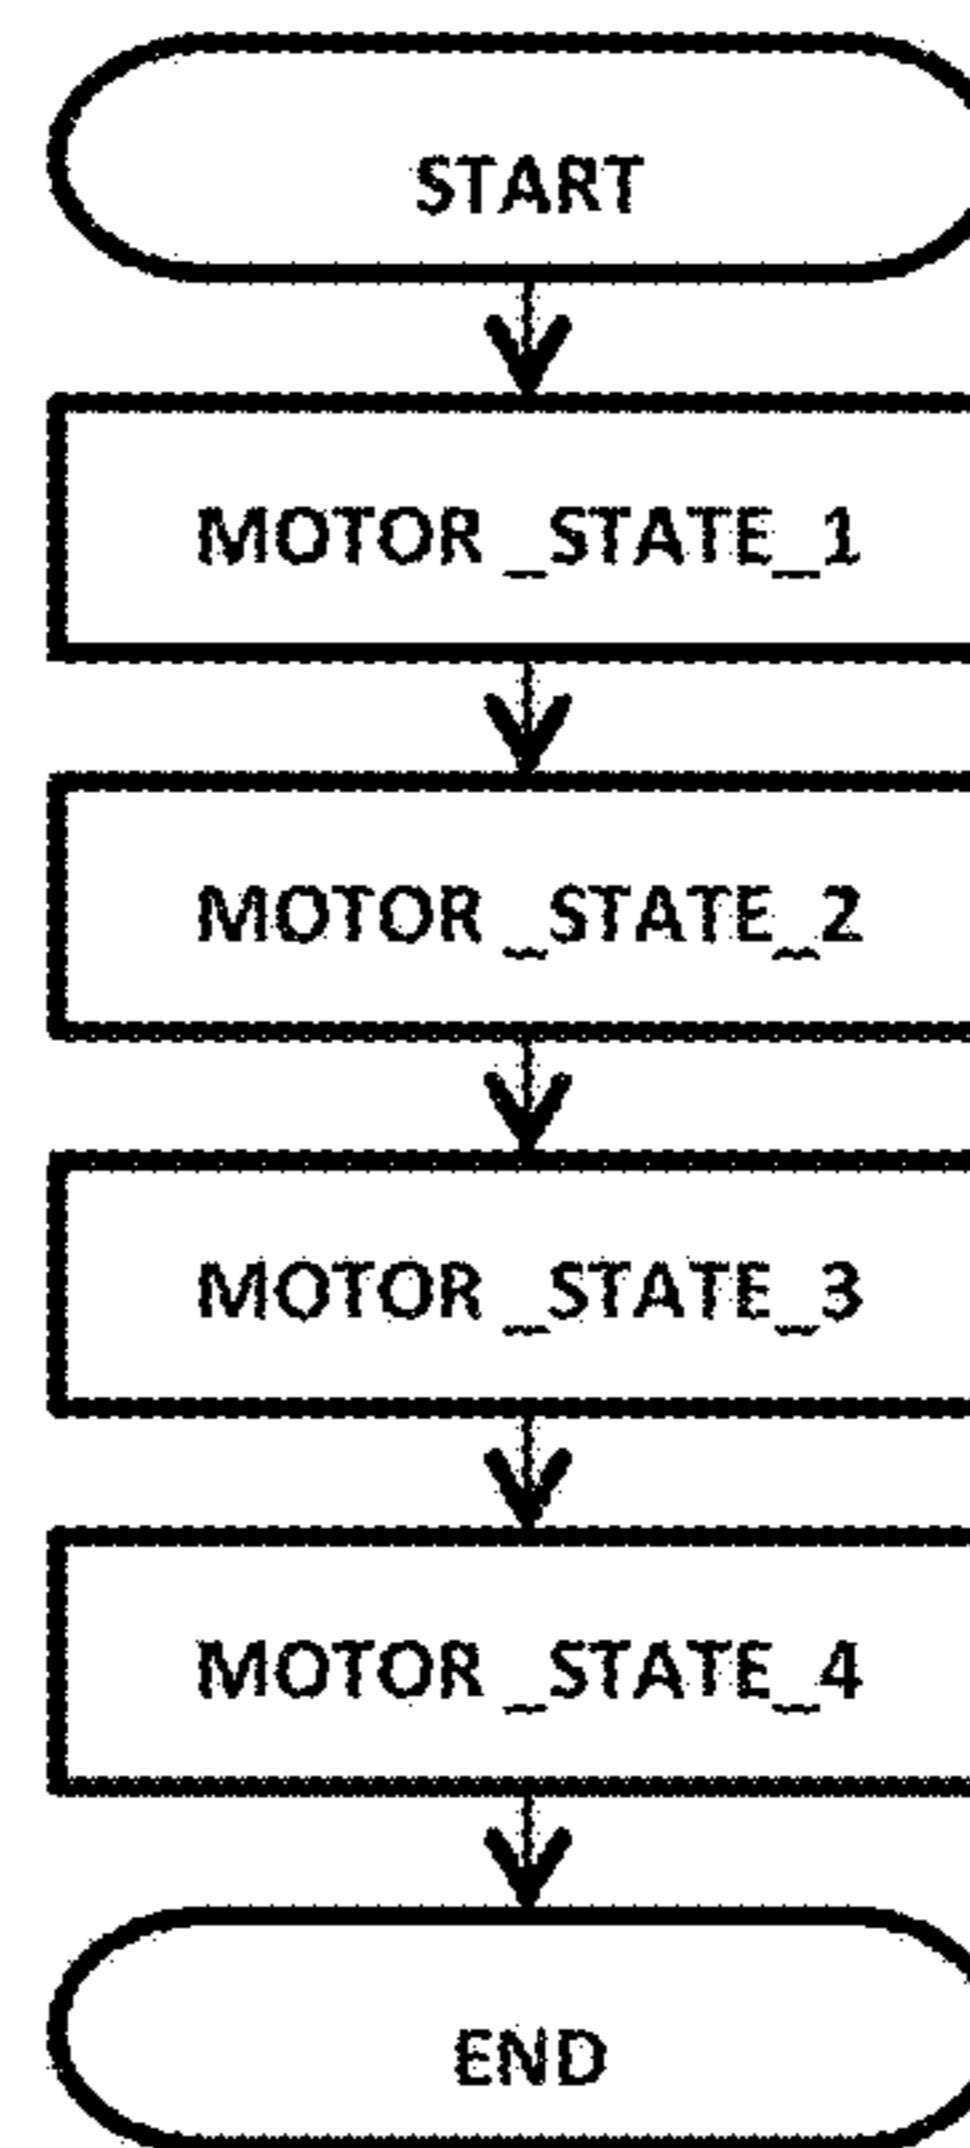 START
MOTOR _STATE_1
MOTOR _STATE_2
MOTOR _STATE_3
MOTOR _STATE_4
END